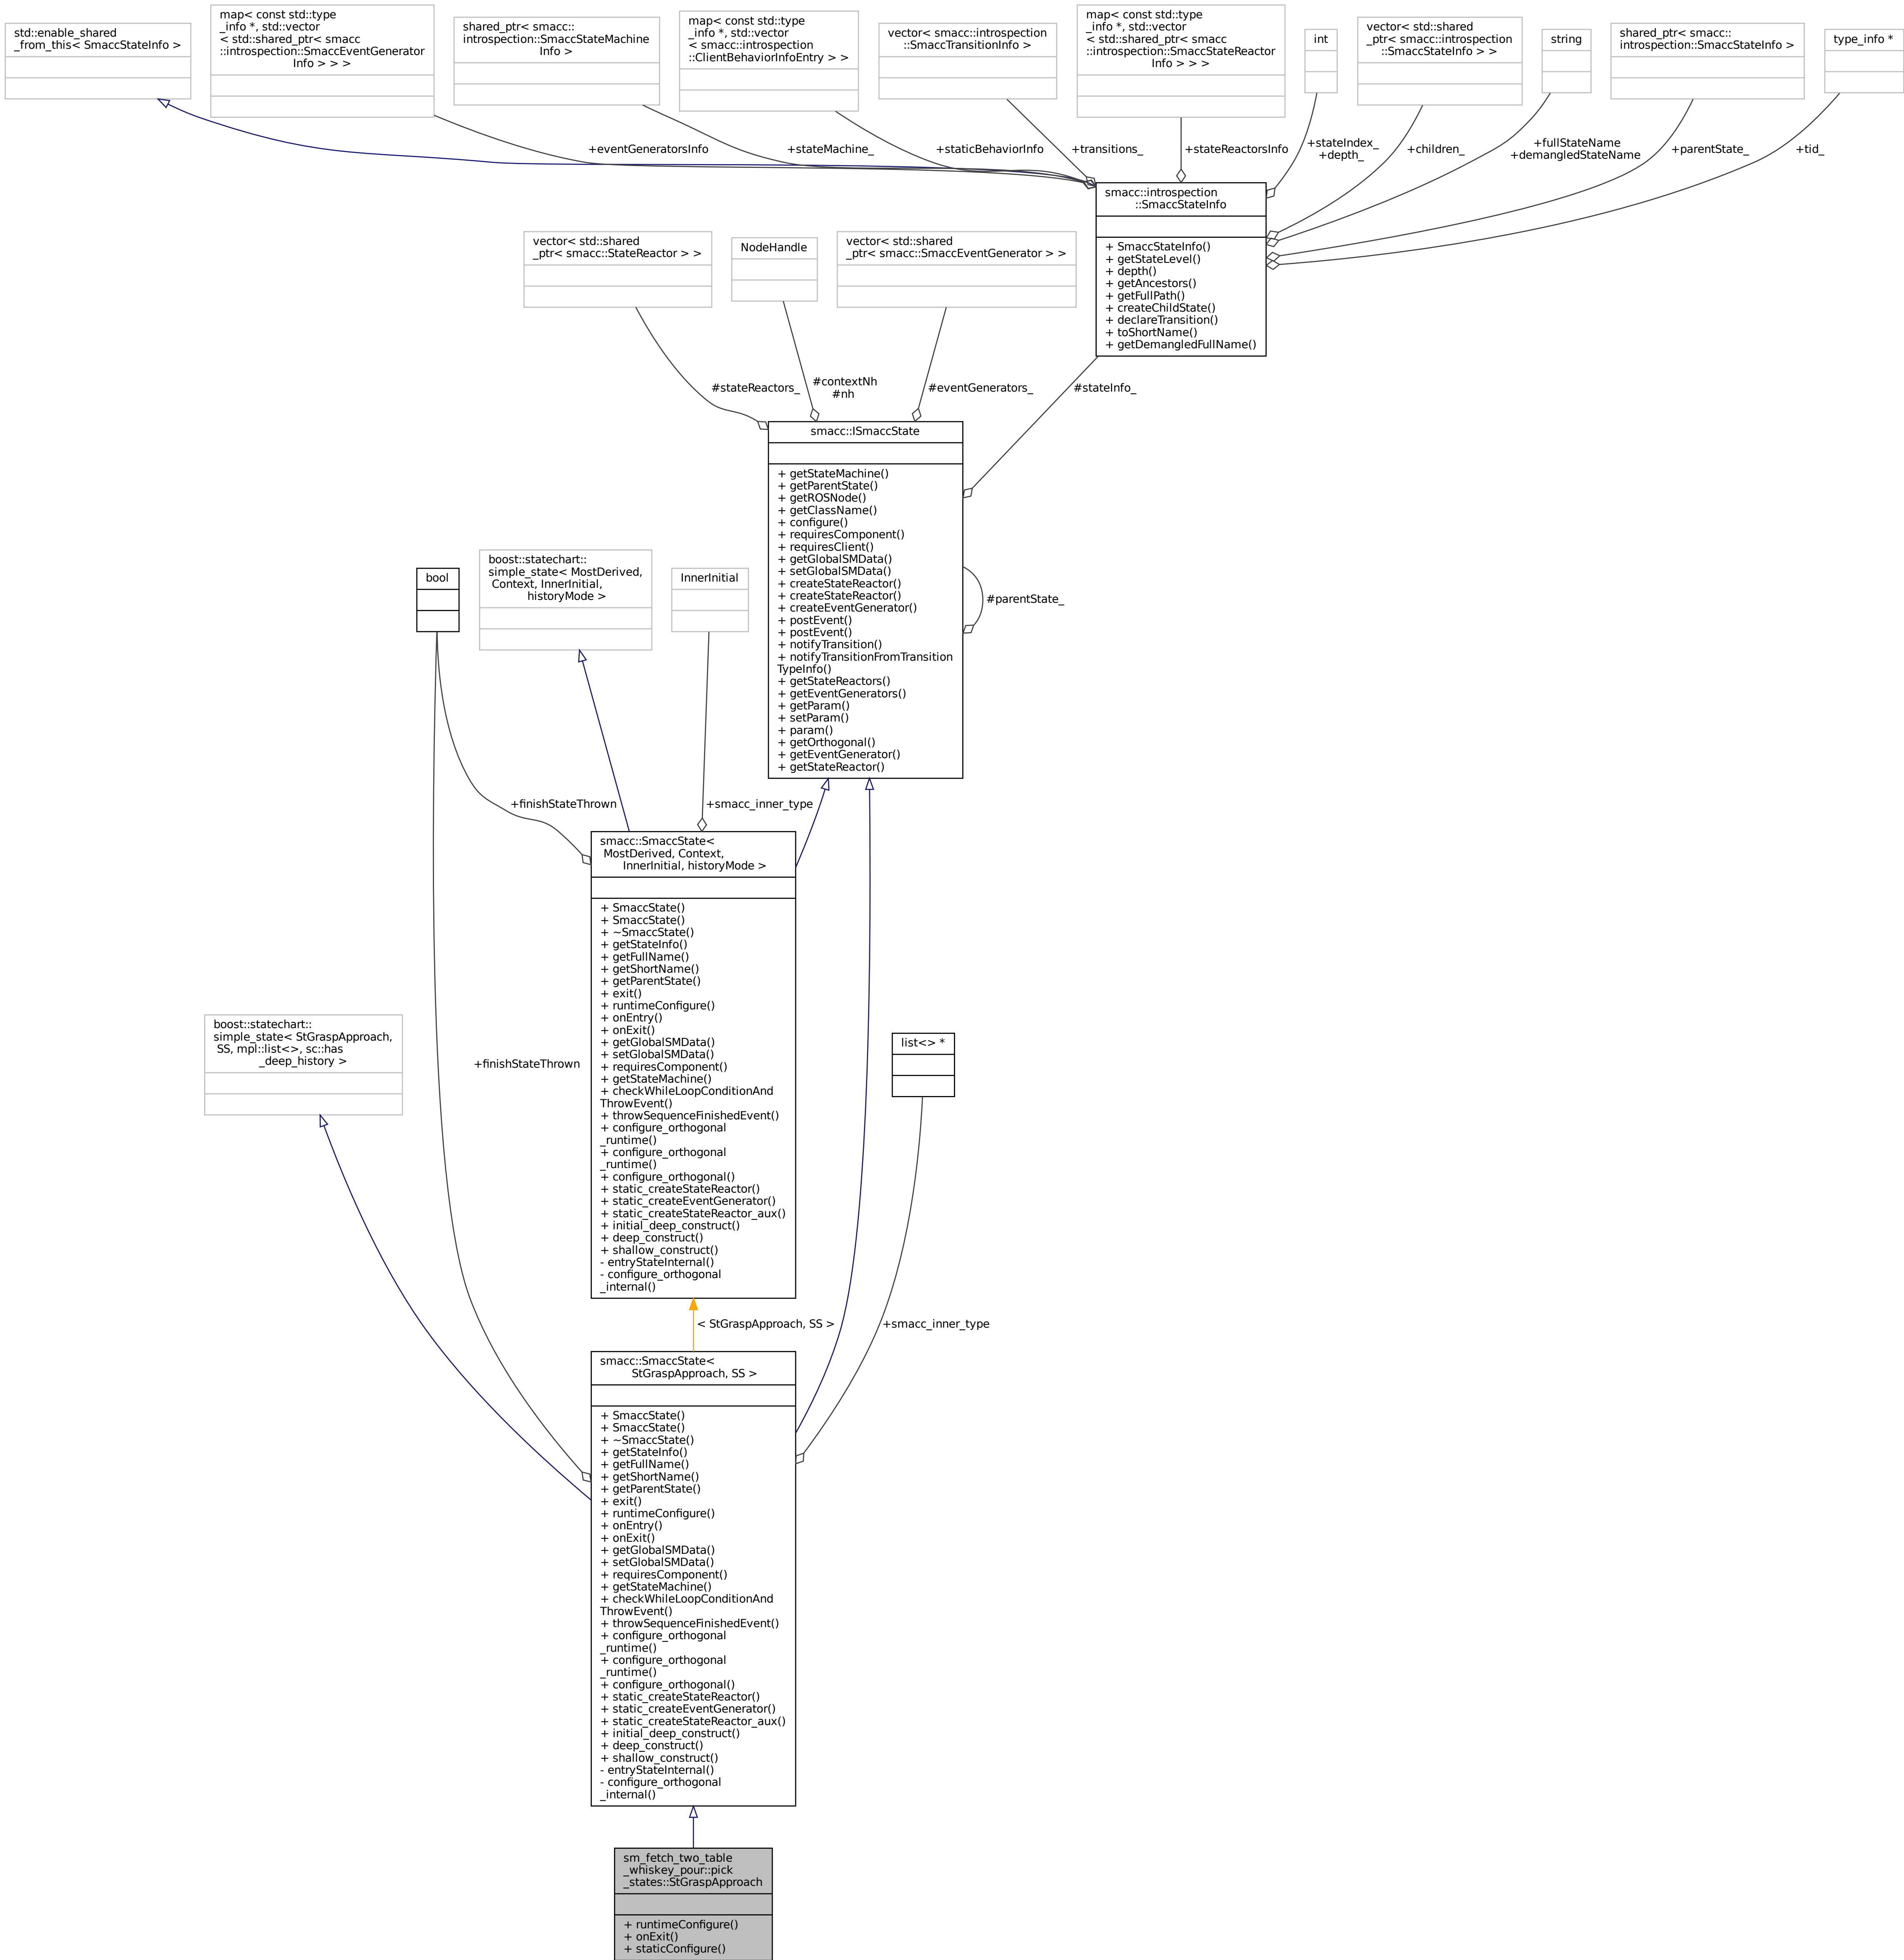 std::enable_shared
_from_this< SmaccStateInfo >
map< const std::type
_info *, std::vector
< std::shared_ptr< smacc
::introspection::SmaccEventGenerator
Info > > >
shared_ptr< smacc::
introspection::SmaccStateMachine
Info >
map< const std::type
_info *, std::vector
< smacc::introspection
::ClientBehaviorInfoEntry > >
vector< smacc::introspection
::SmaccTransitionInfo >
map< const std::type
_info *, std::vector
< std::shared_ptr< smacc
::introspection::SmaccStateReactor
Info > > >
int
vector< std::shared
_ptr< smacc::introspection
::SmaccStateInfo > >
string
shared_ptr< smacc::
introspection::SmaccStateInfo >
type_info *
+eventGeneratorsInfo
+stateMachine_
+staticBehaviorInfo
+transitions_
+stateReactorsInfo
+stateIndex_
+depth_
+children_
+fullStateName
+demangledStateName
+parentState_
+tid_
smacc::introspection
::SmaccStateInfo
+ SmaccStateInfo()
+ getStateLevel()
+ depth()
+ getAncestors()
+ getFullPath()
+ createChildState()
+ declareTransition()
+ toShortName()
+ getDemangledFullName()
vector< std::shared
_ptr< smacc::StateReactor > >
NodeHandle
vector< std::shared
_ptr< smacc::SmaccEventGenerator > >
#stateReactors_
#contextNh
#nh
#eventGenerators_
#stateInfo_
smacc::ISmaccState
+ getStateMachine()
+ getParentState()
+ getROSNode()
+ getClassName()
+ configure()
+ requiresComponent()
+ requiresClient()
+ getGlobalSMData()
+ setGlobalSMData()
+ createStateReactor()
+ createStateReactor()
+ createEventGenerator()
+ postEvent()
+ postEvent()
+ notifyTransition()
+ notifyTransitionFromTransition
TypeInfo()
+ getStateReactors()
+ getEventGenerators()
+ getParam()
+ setParam()
+ param()
+ getOrthogonal()
+ getEventGenerator()
+ getStateReactor()
#parentState_
bool
boost::statechart::
simple_state< MostDerived,
Context, InnerInitial,
historyMode >
InnerInitial
+finishStateThrown
+smacc_inner_type
smacc::SmaccState<
MostDerived, Context,
InnerInitial, historyMode >
+ SmaccState()
+ SmaccState()
+ ~SmaccState()
+ getStateInfo()
+ getFullName()
+ getShortName()
+ getParentState()
+ exit()
+ runtimeConfigure()
+ onEntry()
+ onExit()
+ getGlobalSMData()
+ setGlobalSMData()
+ requiresComponent()
+ getStateMachine()
+ checkWhileLoopConditionAnd
ThrowEvent()
+ throwSequenceFinishedEvent()
+ configure_orthogonal
_runtime()
+ configure_orthogonal
_runtime()
+ configure_orthogonal()
+ static_createStateReactor()
+ static_createEventGenerator()
+ static_createStateReactor_aux()
+ initial_deep_construct()
+ deep_construct()
+ shallow_construct()
- entryStateInternal()
- configure_orthogonal
_internal()
boost::statechart::
simple_state< StGraspApproach,
SS, mpl::list<>, sc::has
_deep_history >
+finishStateThrown
list<> *
< StGraspApproach, SS >
+smacc_inner_type
smacc::SmaccState<
StGraspApproach, SS >
+ SmaccState()
+ SmaccState()
+ ~SmaccState()
+ getStateInfo()
+ getFullName()
+ getShortName()
+ getParentState()
+ exit()
+ runtimeConfigure()
+ onEntry()
+ onExit()
+ getGlobalSMData()
+ setGlobalSMData()
+ requiresComponent()
+ getStateMachine()
+ checkWhileLoopConditionAnd
ThrowEvent()
+ throwSequenceFinishedEvent()
+ configure_orthogonal
_runtime()
+ configure_orthogonal
_runtime()
+ configure_orthogonal()
+ static_createStateReactor()
+ static_createEventGenerator()
+ static_createStateReactor_aux()
+ initial_deep_construct()
+ deep_construct()
+ shallow_construct()
- entryStateInternal()
- configure_orthogonal
_internal()
sm_fetch_two_table
_whiskey_pour::pick
_states::StGraspApproach
+ runtimeConfigure()
+ onExit()
+ staticConfigure()